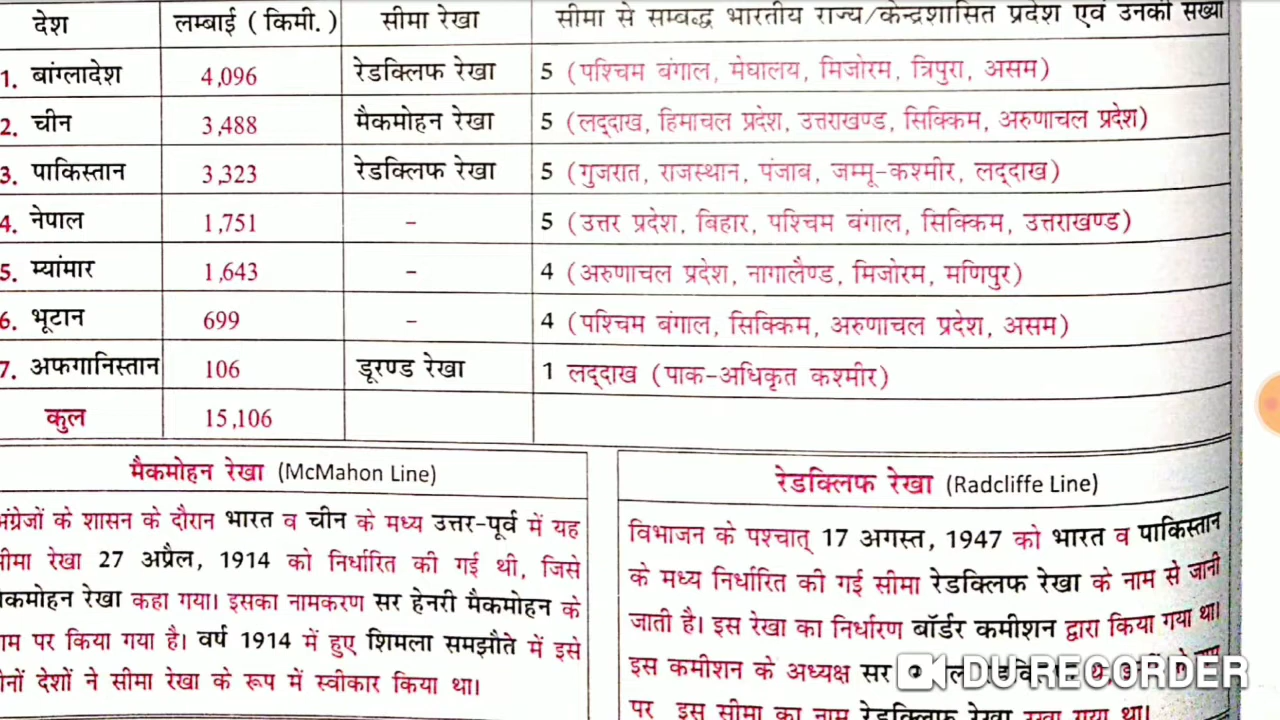 देश लम्बाई (किमी.) सीमा रेखा सीमा से सम्बद्ध भारतीय राज्य/केन्द्रशासित प्रदेश एवं उनकी संख्या
1. बांग्लादेश 4,096 रेडक्लिफ रेखा 5 (पश्चिम बंगाल, मेघालय, मिजोरम, त्रिपुरा, असम)
2. चीन 3,488 मैकमोहन रेखा 5 (लद्दाख, हिमाचल प्रदेश, उत्तराखण्ड, सिक्किम, अरुणाचल प्रदेश)
3. पाकिस्तान 3,323 रेडक्लिफ रेखा 5 (गुजरात, राजस्थान, पंजाब, जम्मू-कश्मीर, लद्दाख)
4. नेपाल 1,751 - 5 (उत्तर प्रदेश, बिहार, पश्चिम बंगाल, सिक्किम, उत्तराखण्ड)
5. म्यांमार 1,643 - 4 (अरुणाचल प्रदेश, नागालैण्ड, मिजोरम, मणिपुर)
6. भूटान 699 - 4 (पश्चिम बंगाल, सिक्किम, अरुणाचल प्रदेश, असम)
7. अफगानिस्तान 106 डूरण्ड रेखा 1 लद्दाख (पाक-अधिकृत कश्मीर)
कुल 15,106
मैकमोहन रेखा (McMahon Line)
के शासन के दौरान भारत व चीन के मध्य उत्तर-पूर्व में यह
सीमा रेखा 27 अप्रैल, 1914 को निर्धारित की गई थी, जिसे
रेखा कहा गया। इसका नामकरण सर हेनरी मैकमोहन के
पर किया गया है। वर्ष 1914 में हुए शिमला समझौते में इसे
देशों ने सीमा रेखा के रूप में स्वीकार किया था।
रेडक्लिफ रेखा (Radcliffe Line)
विभाजन के पश्चात् 17 अगस्त, 1947 को भारत व पाकिस्तान
के मध्य निर्धारित की गई सीमा रेडक्लिफ रेखा के नाम से जानी
जाती है। इस रेखा का निर्धारण बॉर्डर कमीशन द्वारा किया गया था।
इस कमीशन के अध्यक्ष सर
पर इस सीमा का नाम रेडक्लिफ रेखा रखा गया था।
DU RECORDER